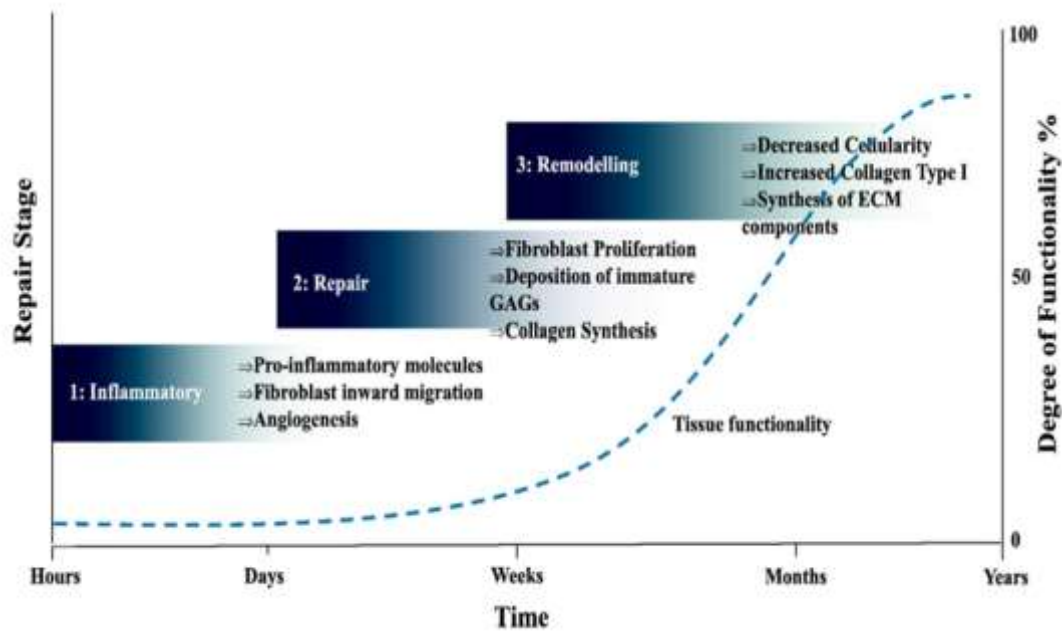 100
3: Remodelling
⇒Decreased Cellularity
⇒Increased Collagen Type I
⇒Synthesis of ECM
components
2: Repair
⇒Fibroblast Proliferation
⇒Deposition of immature
GAGs
⇒Collagen Synthesis
50
1: Inflammatory
⇒Pro-inflammatory molecules
⇒Fibroblast inward migration
⇒Angiogenesis
Tissue functionality
0
Repair Stage
Degree of Functionality %
Hours Days Weeks Months Years
Time